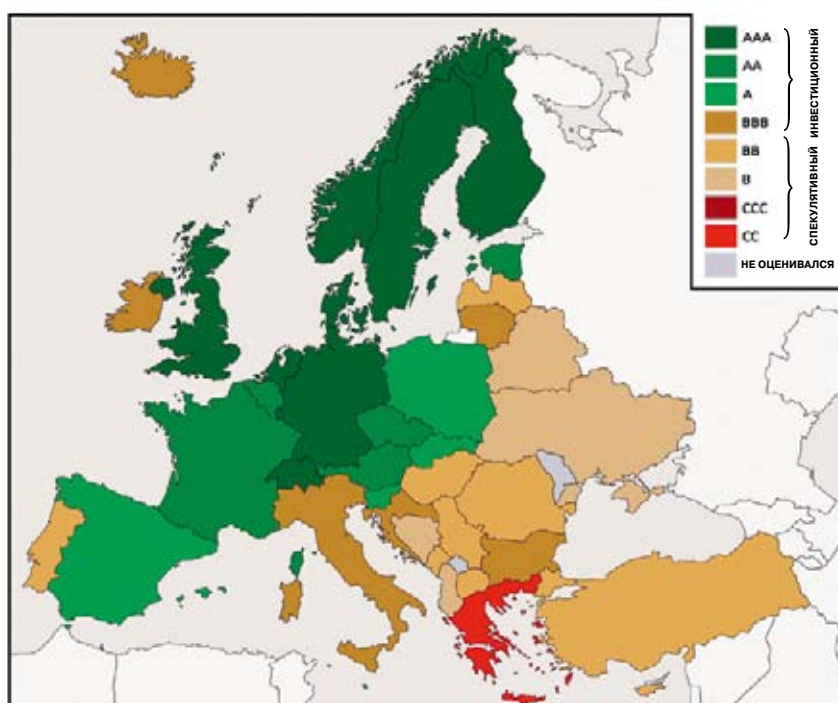 AAA
AA
A
BBB
BB
B
CCC
CC
НЕ ОЦЕНИВАЛСЯ
ИНВЕСТИЦИОННЫЙ
СПЕКУЛЯТИВНЫЙ